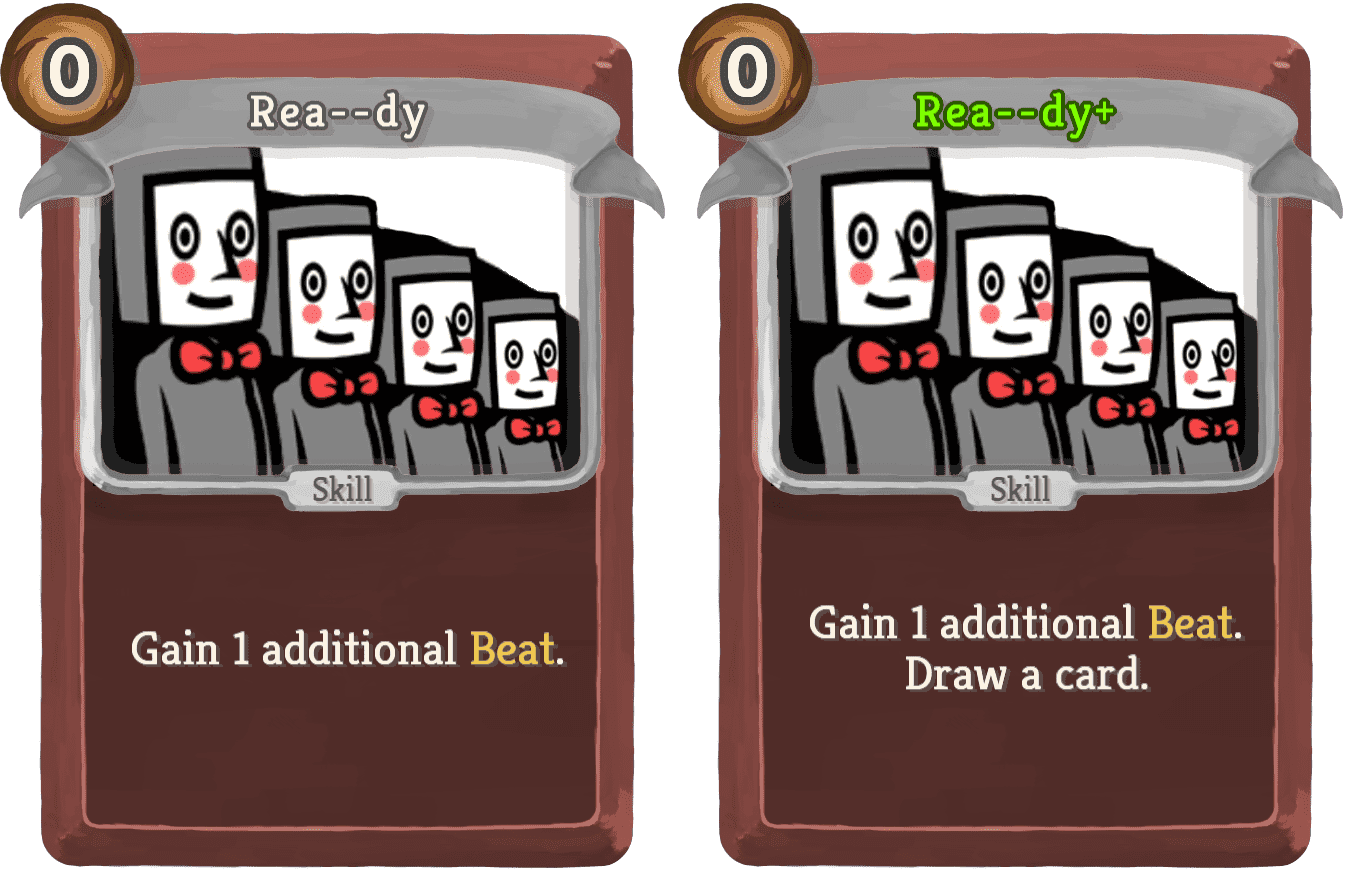 0
Rea--dy
Skill
Gain 1 additional Beat.
0
Rea--dy+
Skill
Gain 1 additional Beat.
Draw a card.